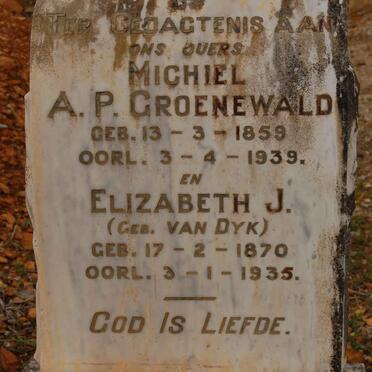 TER GEDAGTENIS AAN
ONS OUERS
MICHIEL
A. P. GROENEWALD
GEB. 13 - 3 - 1859
OORL. 3 - 4 - 1939.
EN
ELIZABETH J.
(GEB. VAN DYK)
GEB. 17 - 2 - 1870
OORL. 3 - 1 - 1935.
GOD IS LIEFDE.